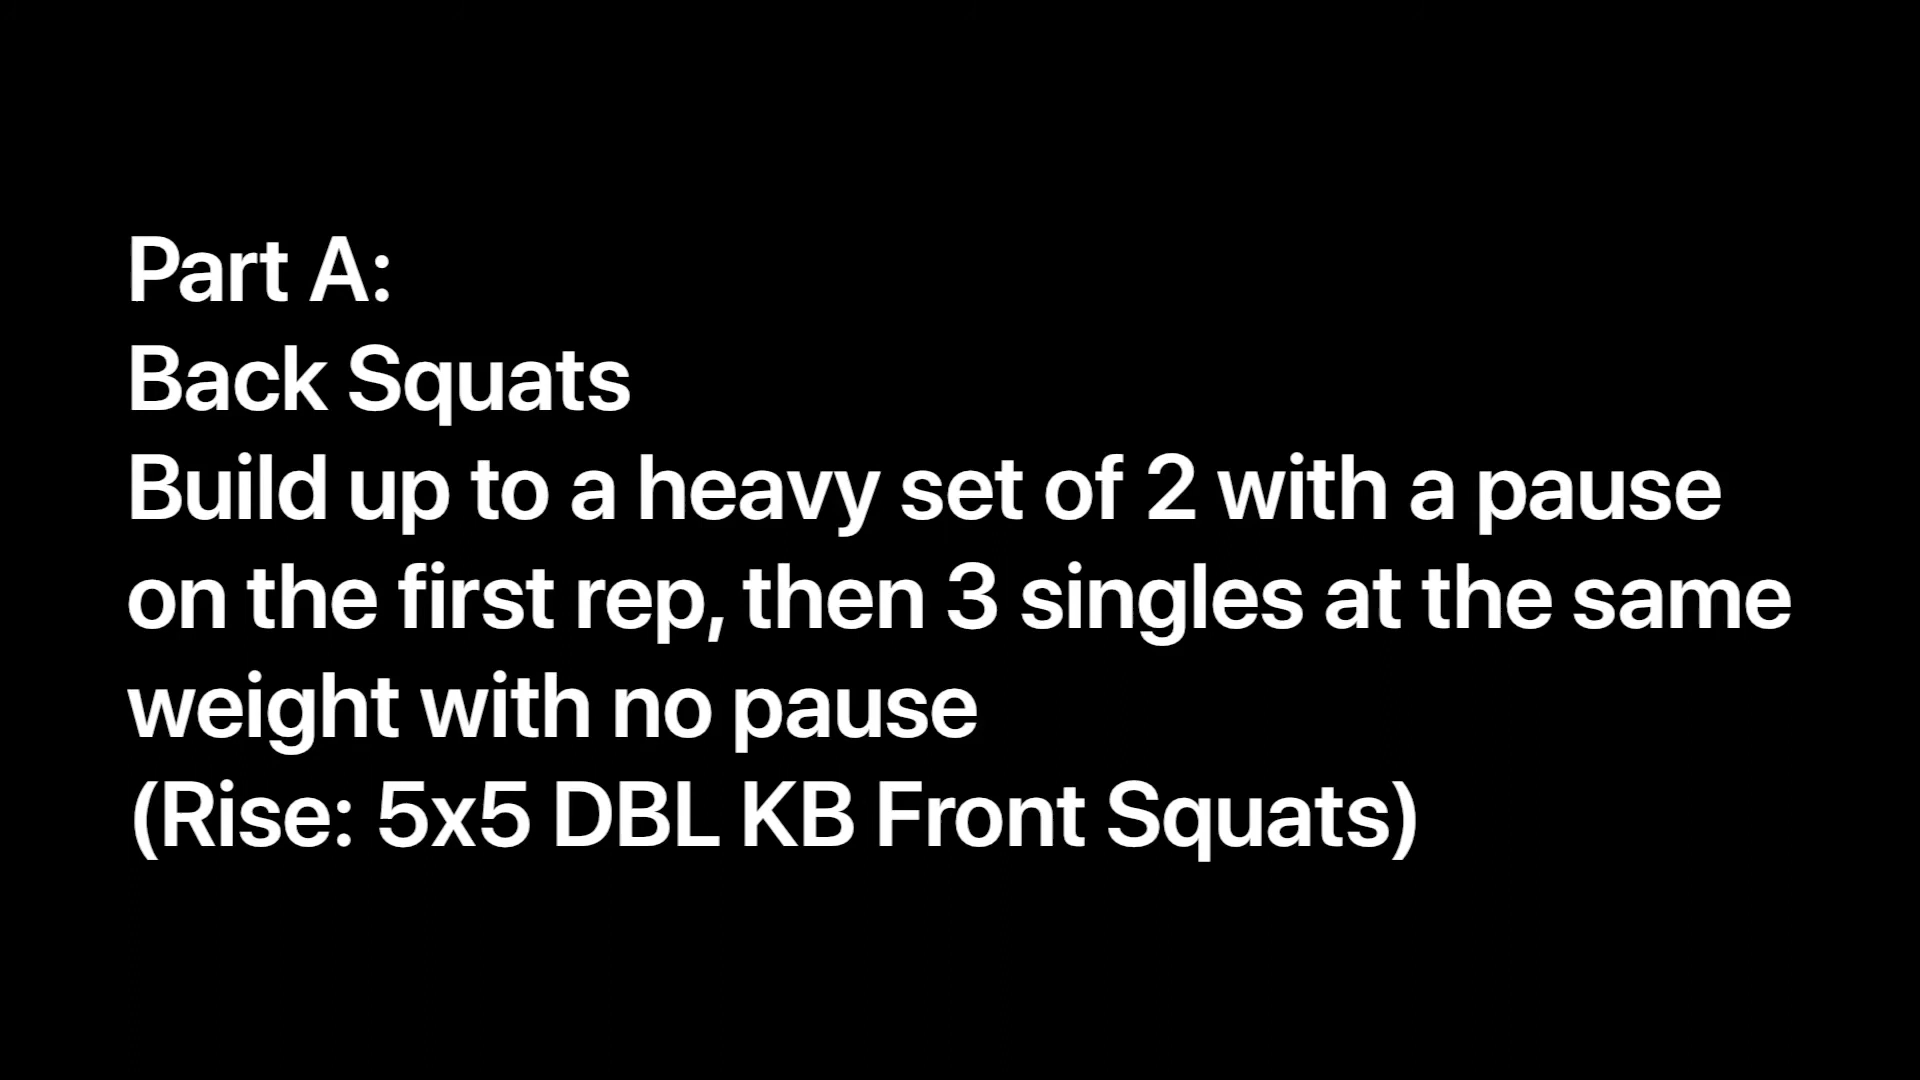 Part A:
Back Squats
Build up to a heavy set of 2 with a pause
on the first rep, then 3 singles at the same
weight with no pause
(Rise: 5x5 DBL KB Front Squats)